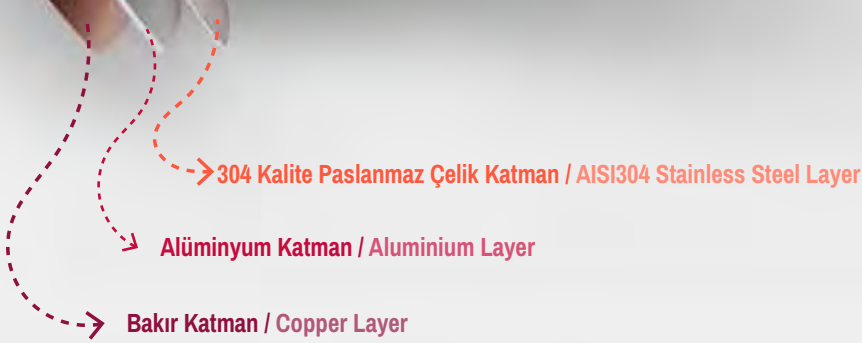 304 Kalite Paslanmaz Çelik Katman / AISI304 Stainless Steel Layer
Alüminyum Katman / Aluminium Layer
Bakır Katman / Copper Layer